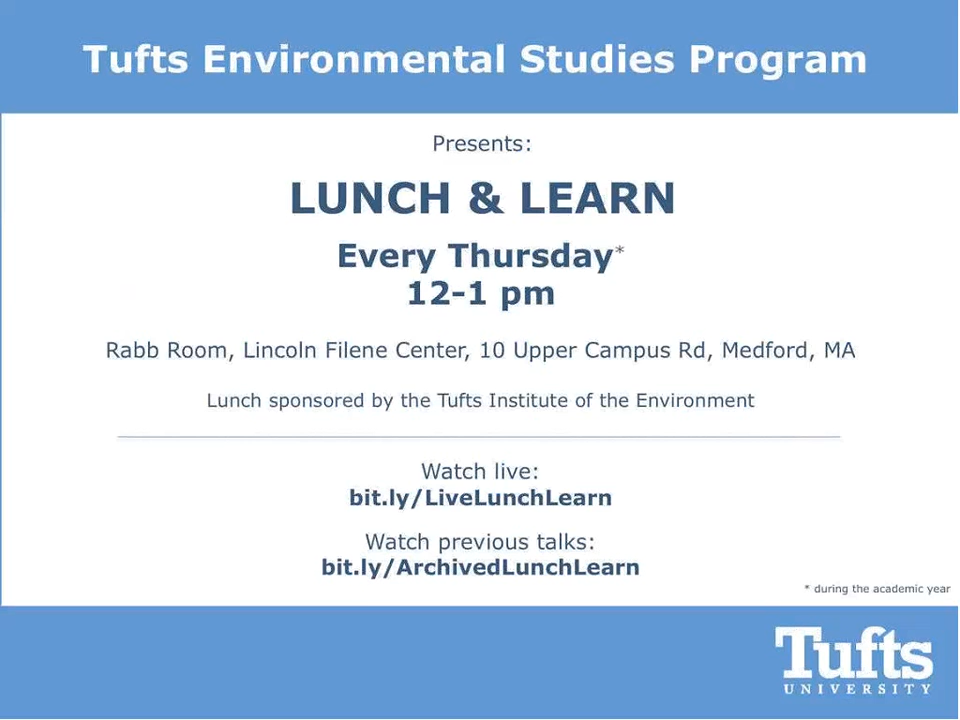 Tufts Environmental Studies Program
Presents:
LUNCH & LEARN
Every Thursday*
12-1 pm
Rabb Room, Lincoln Filene Center, 10 Upper Campus Rd, Medford, MA
Lunch sponsored by the Tufts Institute of the Environment
Watch live:
bit.ly/LiveLunchLearn
Watch previous talks:
bit.ly/ArchivedLunchLearn
* during the academic year
Tufts
UNIVERSITY